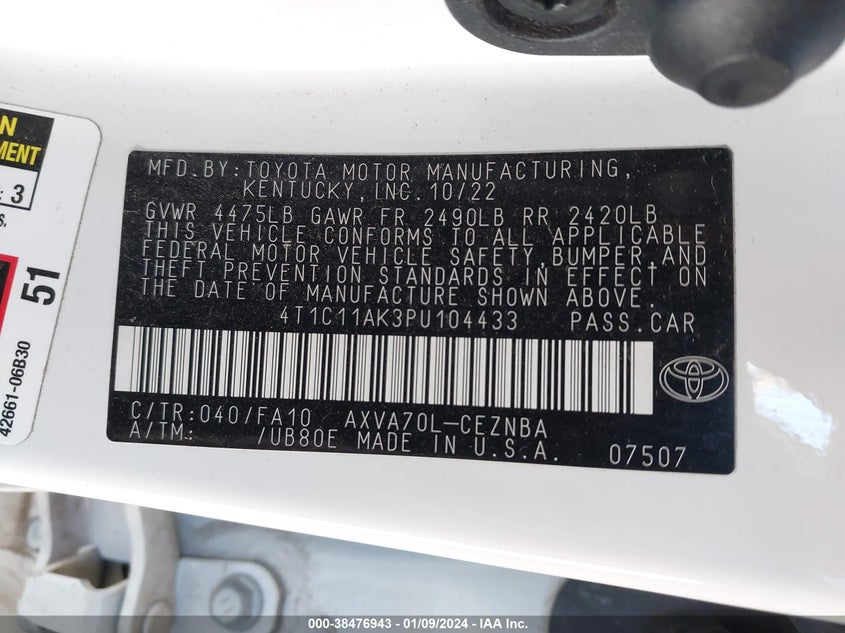 N
MENT
: 3
S.
51
42661-06B30
MFD.BY:TOYOTA MOTOR MANUFACTURING,
KENTUCKY,INC.10/22
GVWR 4475LB GAWR FR 2490LB RR 2420LB
THIS VEHICLE CONFORMS TO ALL APPLICABLE
FEDERAL MOTOR VEHICLE SAFETY,BUMPER,AND
THEFT PREVENTION STANDARDS IN EFFECT ON
THE DATE OF MANUFACTURE SHOWN ABOVE.
4T1C11AK3PU104433 PASS.CAR
C/TR:040/FA10 AXVA70L-CEZNBA
A/TM: /UB80E MADE IN U.S.A. 07507
000-38476943 - 01/09/2024 - IAA Inc.